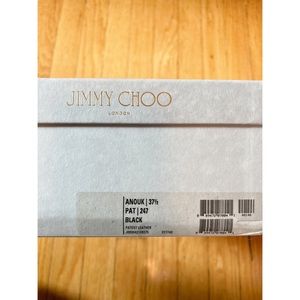 JIMMY CHOO
LONDON
ANOUK | 37½
PAT | 247
BLACK
PATENT LEATHER